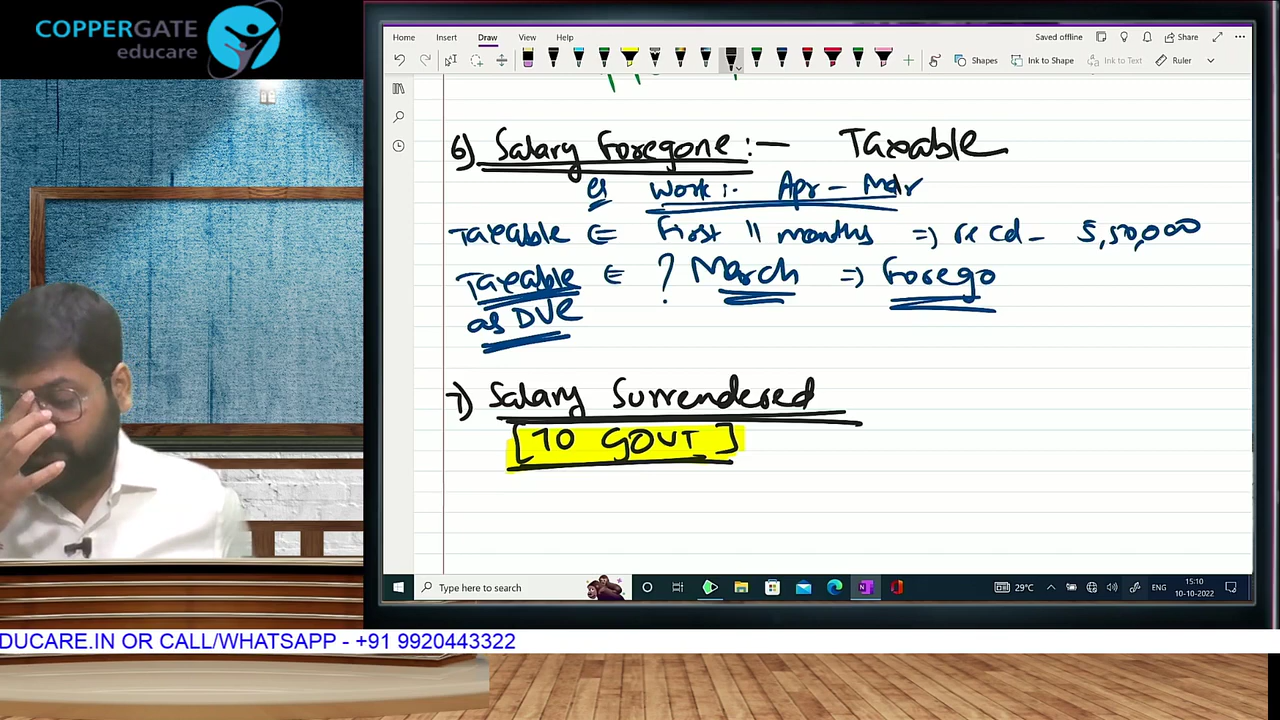 COPPERGATE
educare
Home Insert Draw View Help
Saved offline
Share
Shapes
Ink to Shape
Ink to Text
Ruler
6) Salary Foregone :- Taxable
eg Work :- Apr - Mar
Taxable ⇐ First 11 months => recd - 5,50,000
Taxable ⇐ ? March => Forego
as DUE
7) Salary Surrendered
[TO GOVT]
Type here to search
29°C
ENG
15:10
10-10-2022
DUCARE.IN OR CALL/WHATSAPP - +91 9920443322